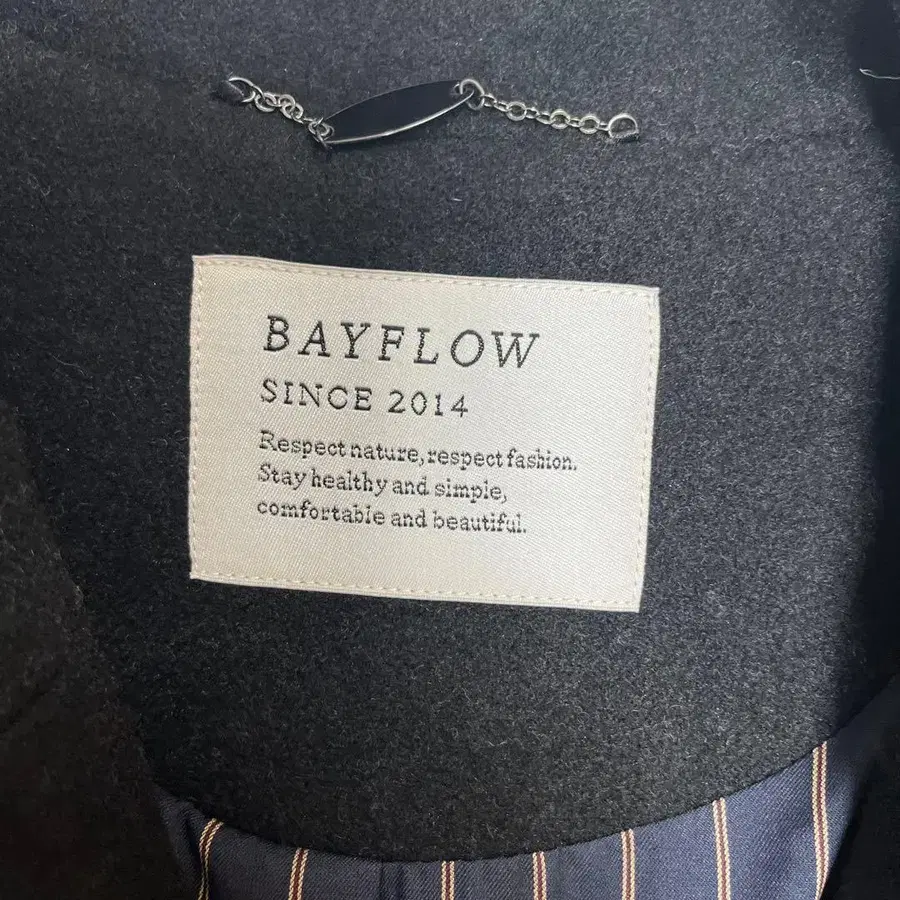 BAYFLOW
SINCE 2014
Respect nature, respect fashion.
Stay healthy and simple,
comfortable and beautiful.